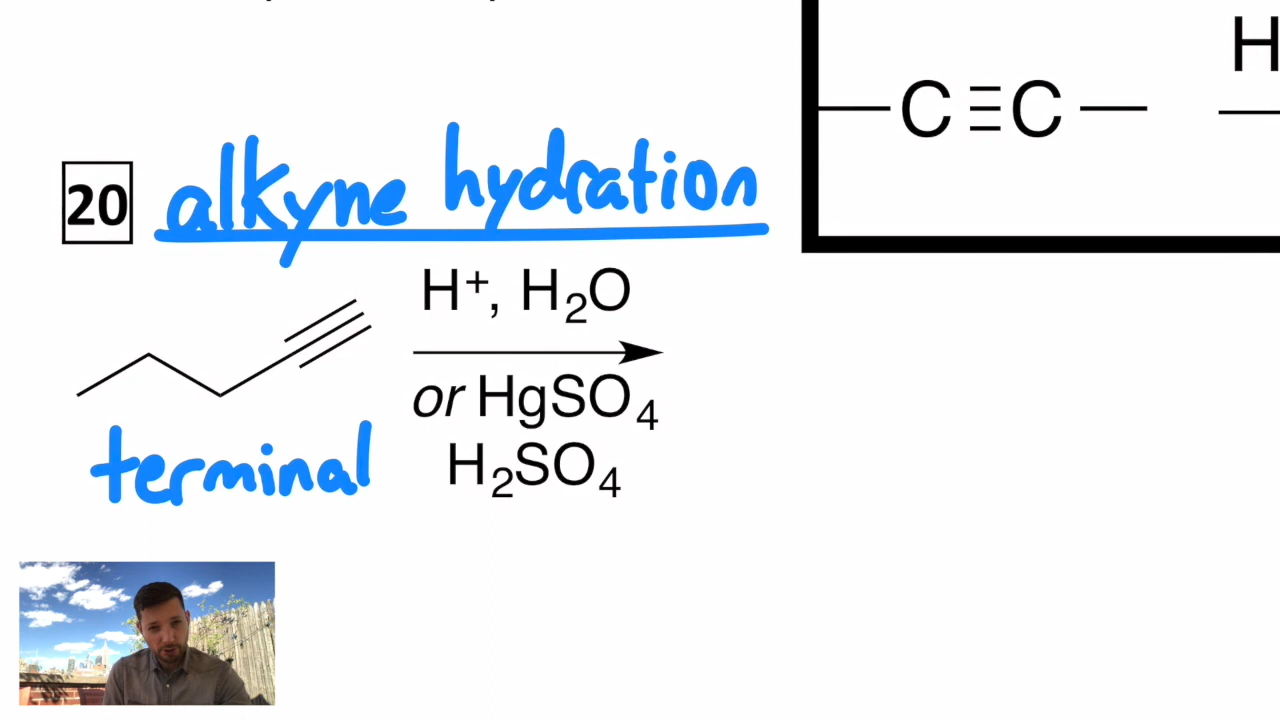 —C≡C— H
20 alkyne hydration
H⁺, H₂O
or HgSO₄
H₂SO₄
terminal